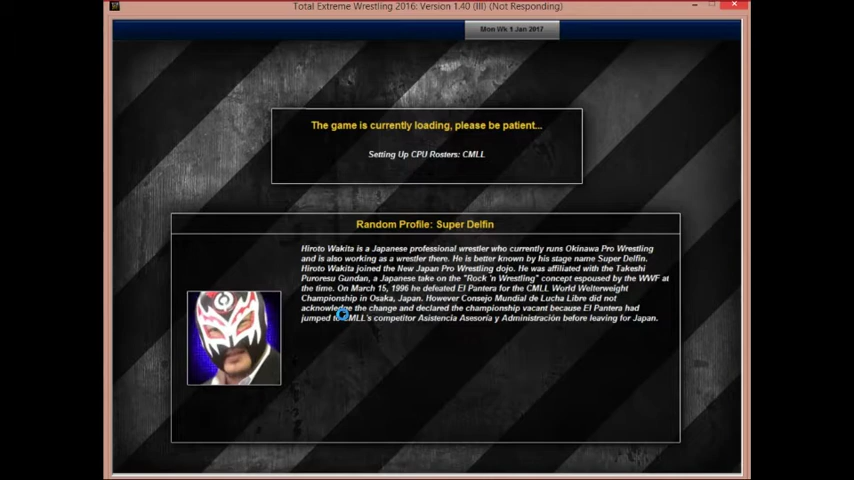 Total Extreme Wrestling 2016: Version 1.40 (III) (Not Responding)
Mon Wk 1 Jan 2017
The game is currently loading, please be patient...
Setting Up CPU Rosters: CMLL
Random Profile: Super Delfin
Hiroto Wakita is a Japanese professional wrestler who currently runs Okinawa Pro Wrestling
and is also working as a wrestler there. He is better known by his stage name Super Delfin.
Hiroto Wakita joined the New Japan Pro Wrestling dojo. He was affiliated with the Takeshi
Puroresu Gundan, a Japanese take on the "Rock 'n Wrestling" concept espoused by the WWF at
the time. On March 15, 1996 he defeated El Pantera for the CMLL World Welterweight
Championship in Osaka, Japan. However Consejo Mundial de Lucha Libre did not
acknowledge the change and declared the championship vacant because El Pantera had
jumped to CMLL's competitor Asistencia Asesoría y Administración before leaving for Japan.